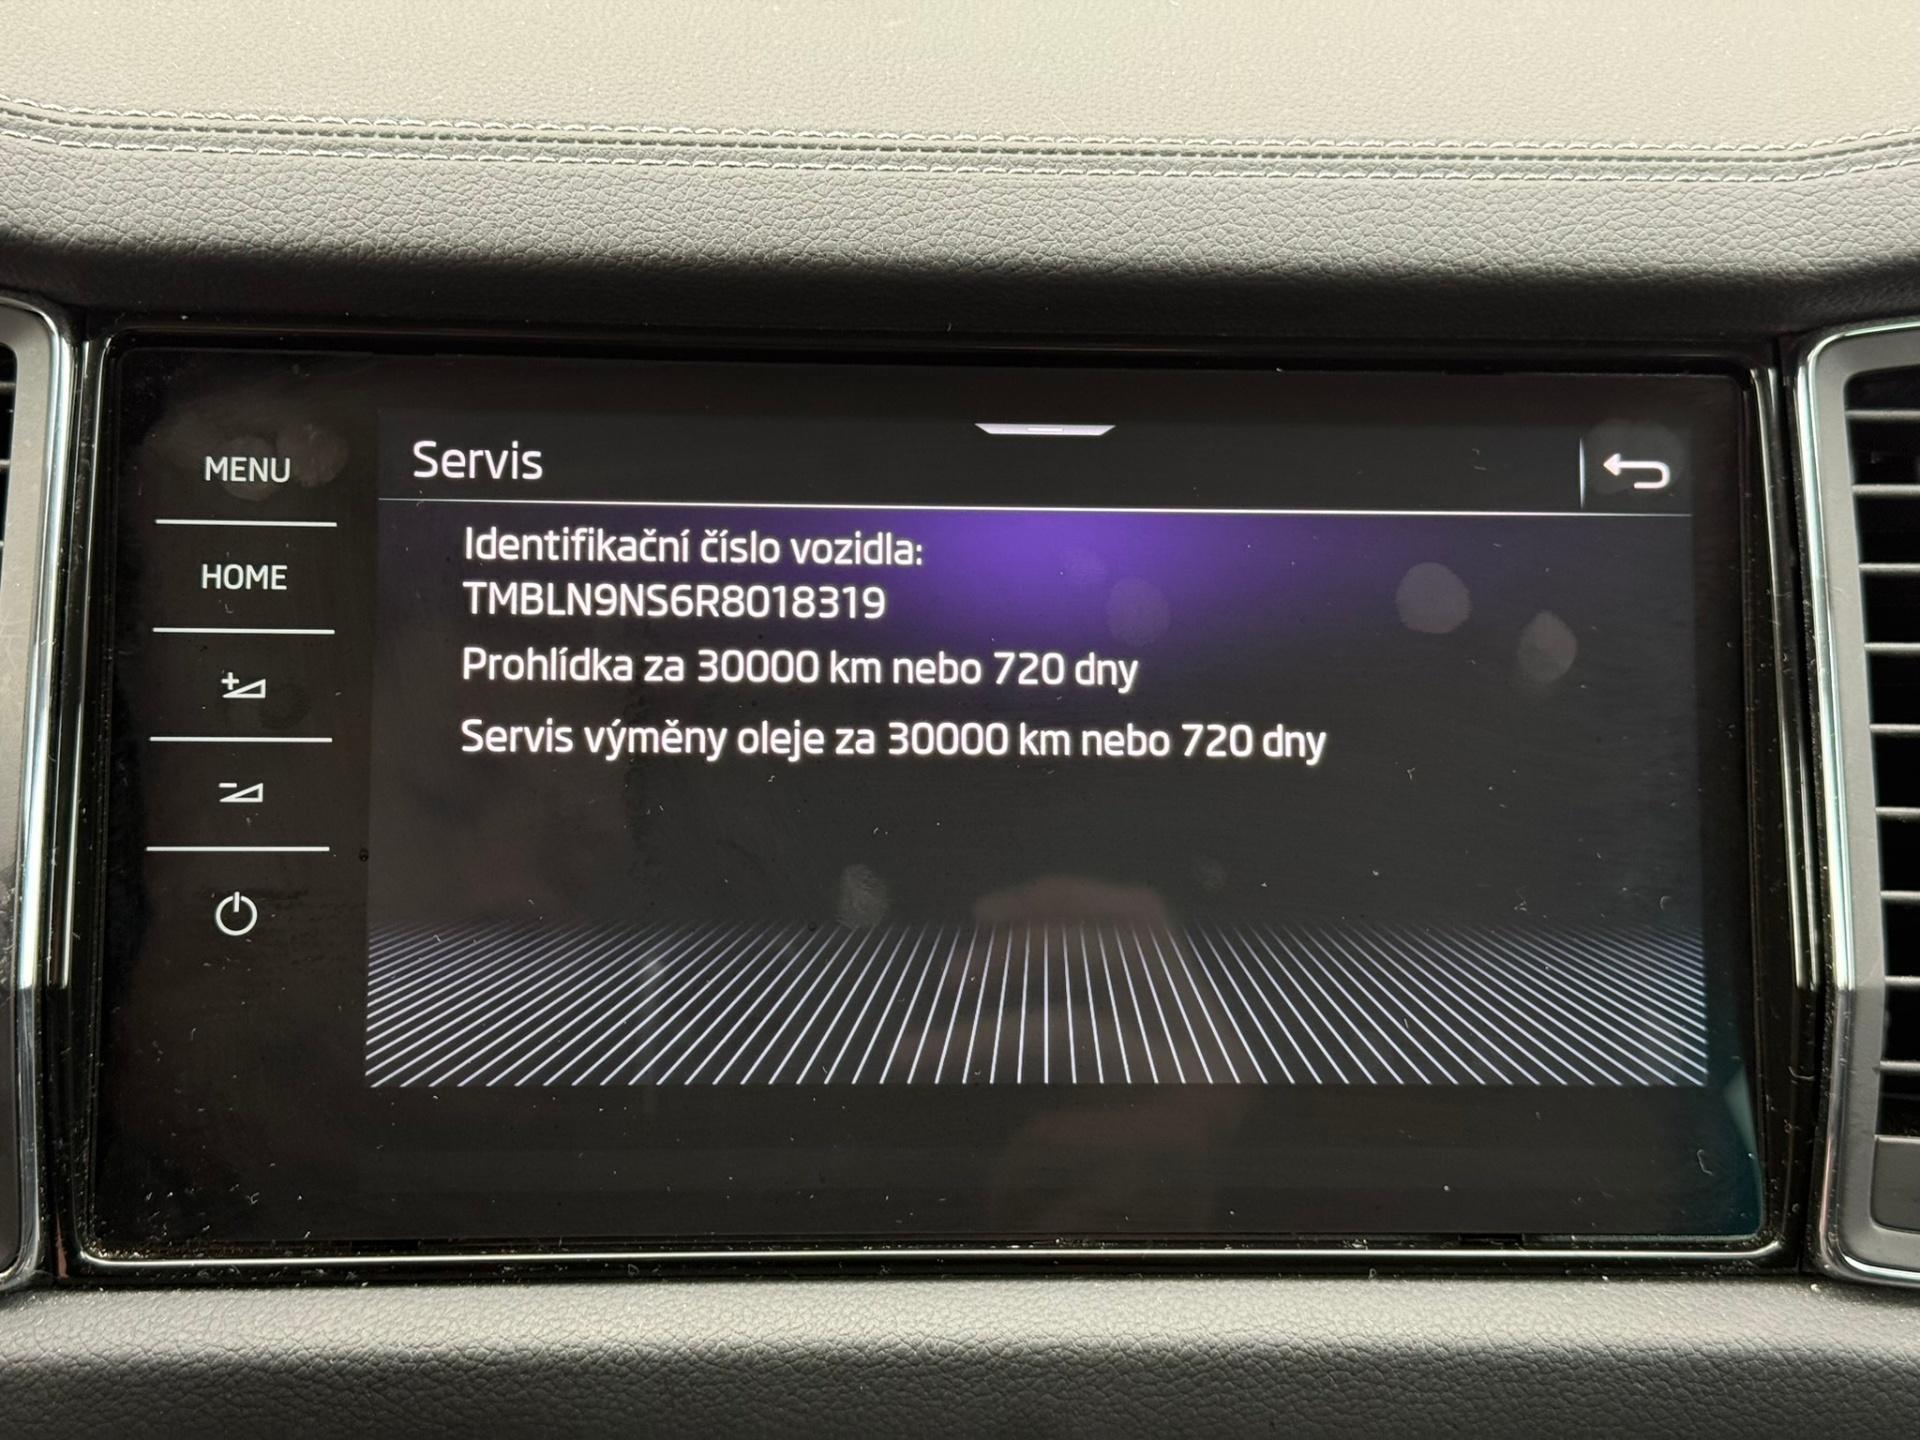 Servis
MENU
HOME
Identifikační číslo vozidla:
TMBLN9NS6R8018319
Prohlídka za 30000 km nebo 720 dny
Servis výměny oleje za 30000 km nebo 720 dny